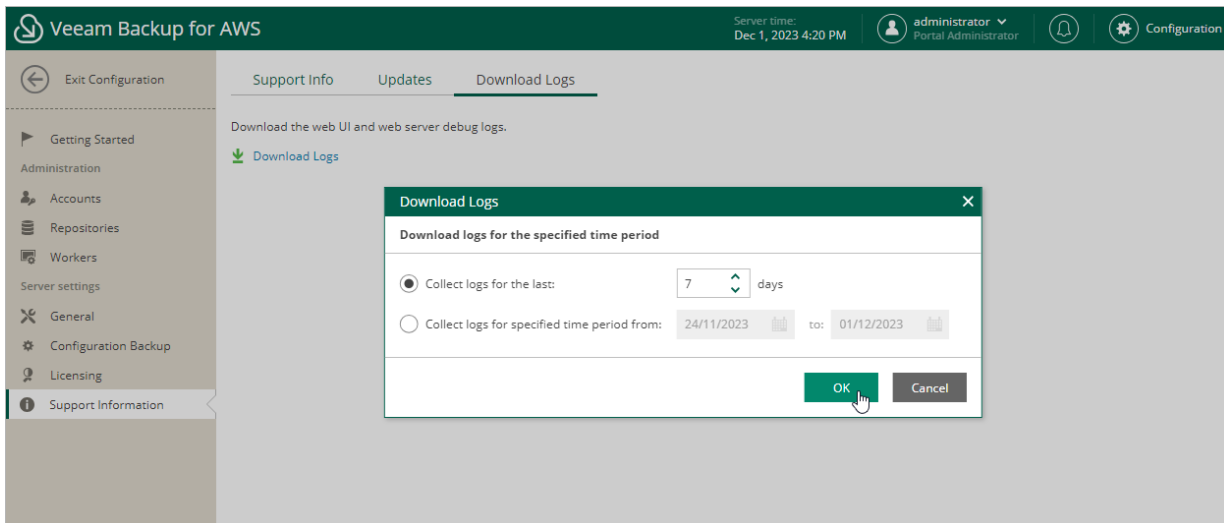 Veeam Backup for AWS
Server time:
Dec 1, 2023 4:20 PM
administrator
Portal Administrator
Configuration
Exit Configuration
Getting Started
Administration
Accounts
Repositories
Workers
Server settings
General
Configuration Backup
Licensing
Support Information
Support Info Updates Download Logs
Download the web UI and web server debug logs.
Download Logs
Download Logs
Download logs for the specified time period
Collect logs for the last: 7 days
Collect logs for specified time period from: 24/11/2023 to: 01/12/2023
OK Cancel